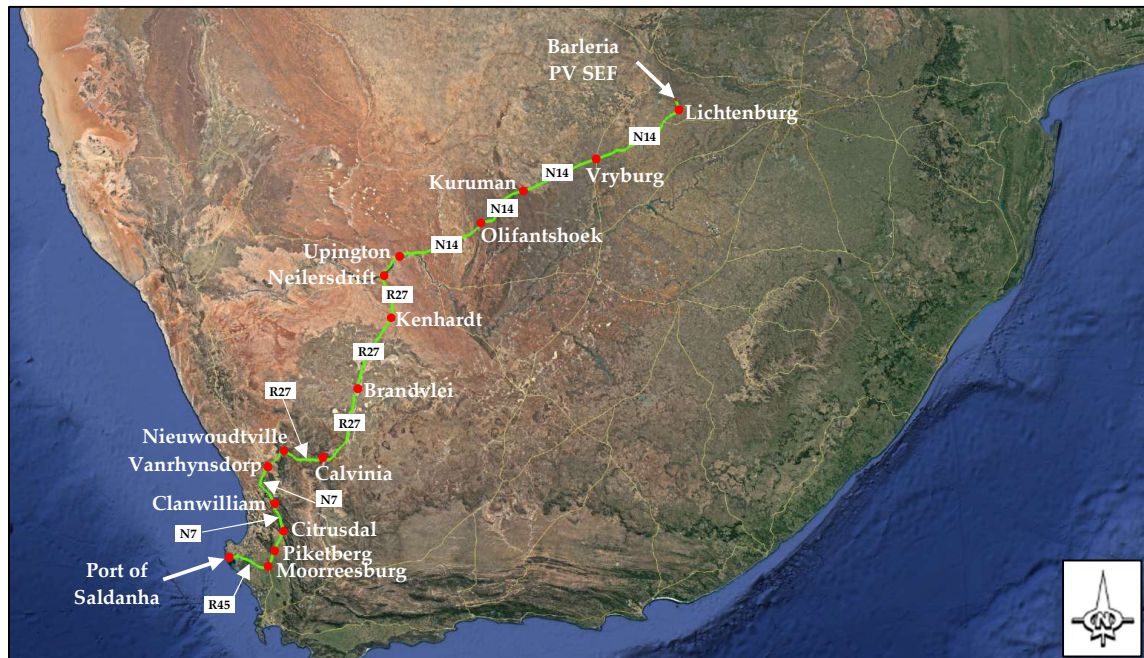 Barleria
PV SEF
Lichtenburg
N14
Vryburg
N14
Kuruman
N14
Olifantshoek
N14
Upington
Neilersdrift
R27
Kenhardt
R27
Brandvlei
R27
R27
Nieuwoudtville
Vanrhynsdorp
Calvinia
N7
Clanwilliam
N7
Citrusdal
Piketberg
Moorreesburg
Port of
Saldanha
R45
N